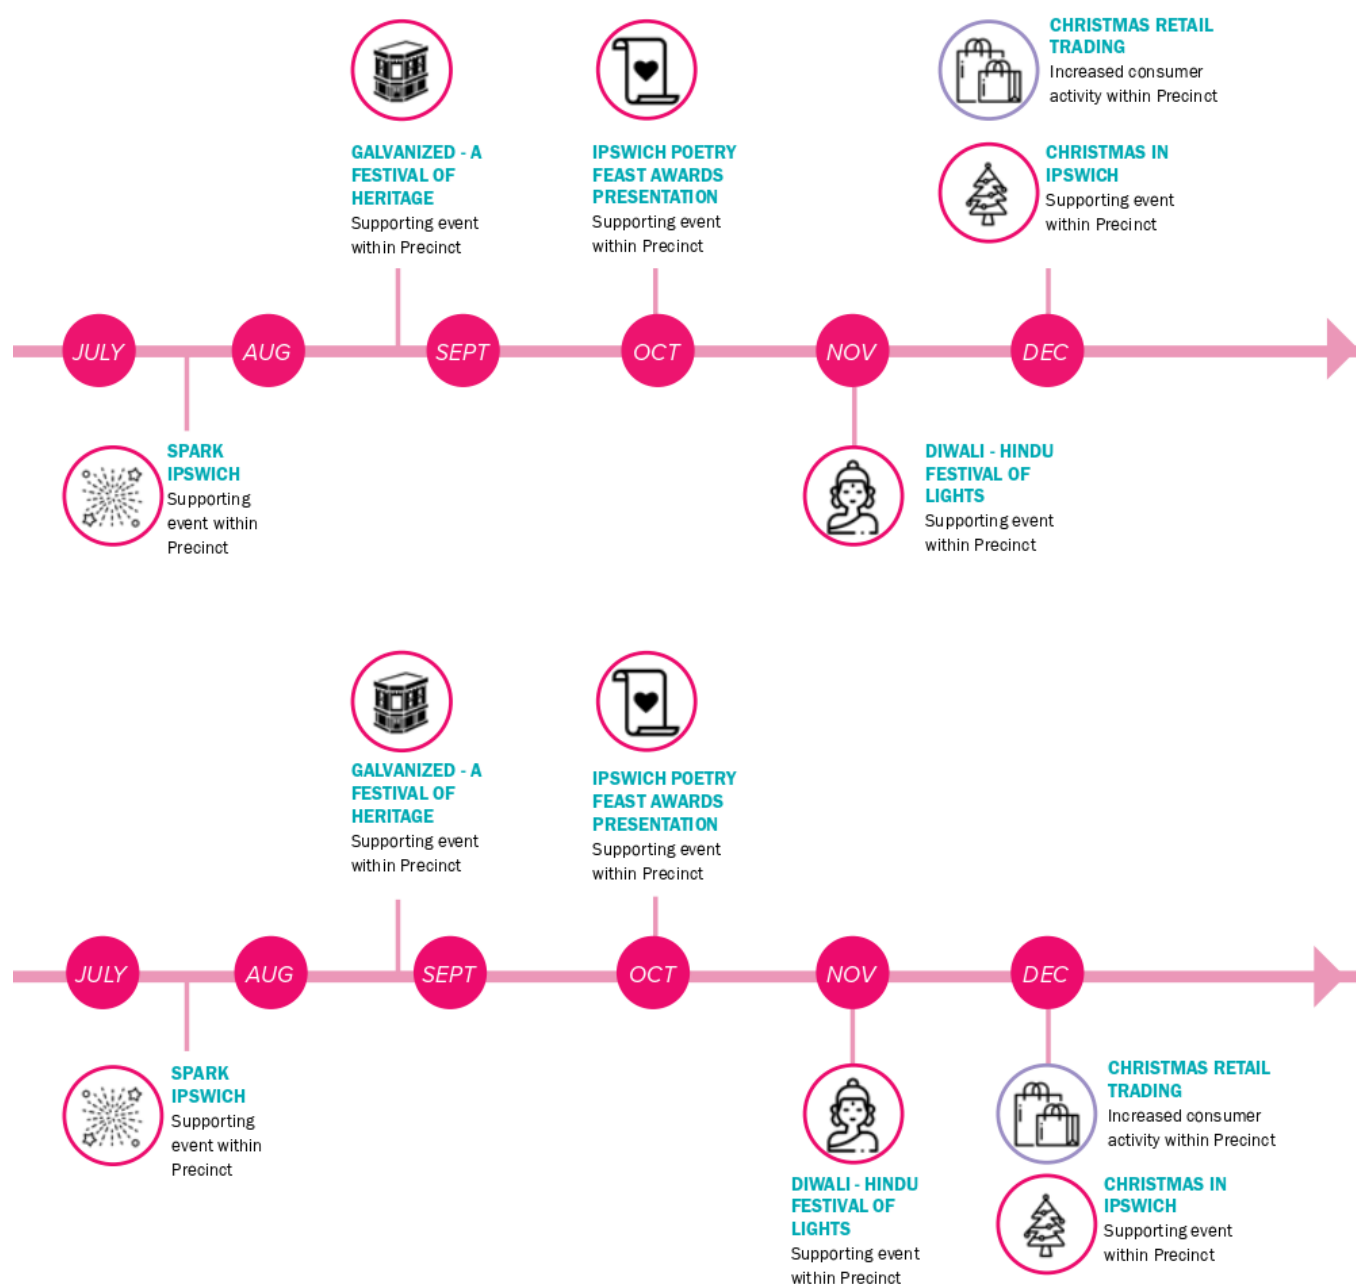 CHRISTMAS RETAIL
TRADING
Increased consumer
activity within Precinct
GALVANIZED - A
FESTIVAL OF
HERITAGE
Supporting event
within Precinct
IPSWICH POETRY
FEAST AWARDS
PRESENTATION
Supporting event
within Precinct
CHRISTMAS IN
IPSWICH
Supporting event
within Precinct
JULY
AUG
SEPT
OCT
NOV
DEC
SPARK
IPSWICH
Supporting
event within
Precinct
DIWALI - HINDU
FESTIVAL OF
LIGHTS
Supporting event
within Precinct
GALVANIZED - A
FESTIVAL OF
HERITAGE
Supporting event
within Precinct
IPSWICH POETRY
FEAST AWARDS
PRESENTATION
Supporting event
within Precinct
JULY
AUG
SEPT
OCT
NOV
DEC
SPARK
IPSWICH
Supporting
event within
Precinct
DIWALI - HINDU
FESTIVAL OF
LIGHTS
Supporting event
within Precinct
CHRISTMAS RETAIL
TRADING
Increased consumer
activity within Precinct
CHRISTMAS IN
IPSWICH
Supporting event
within Precinct